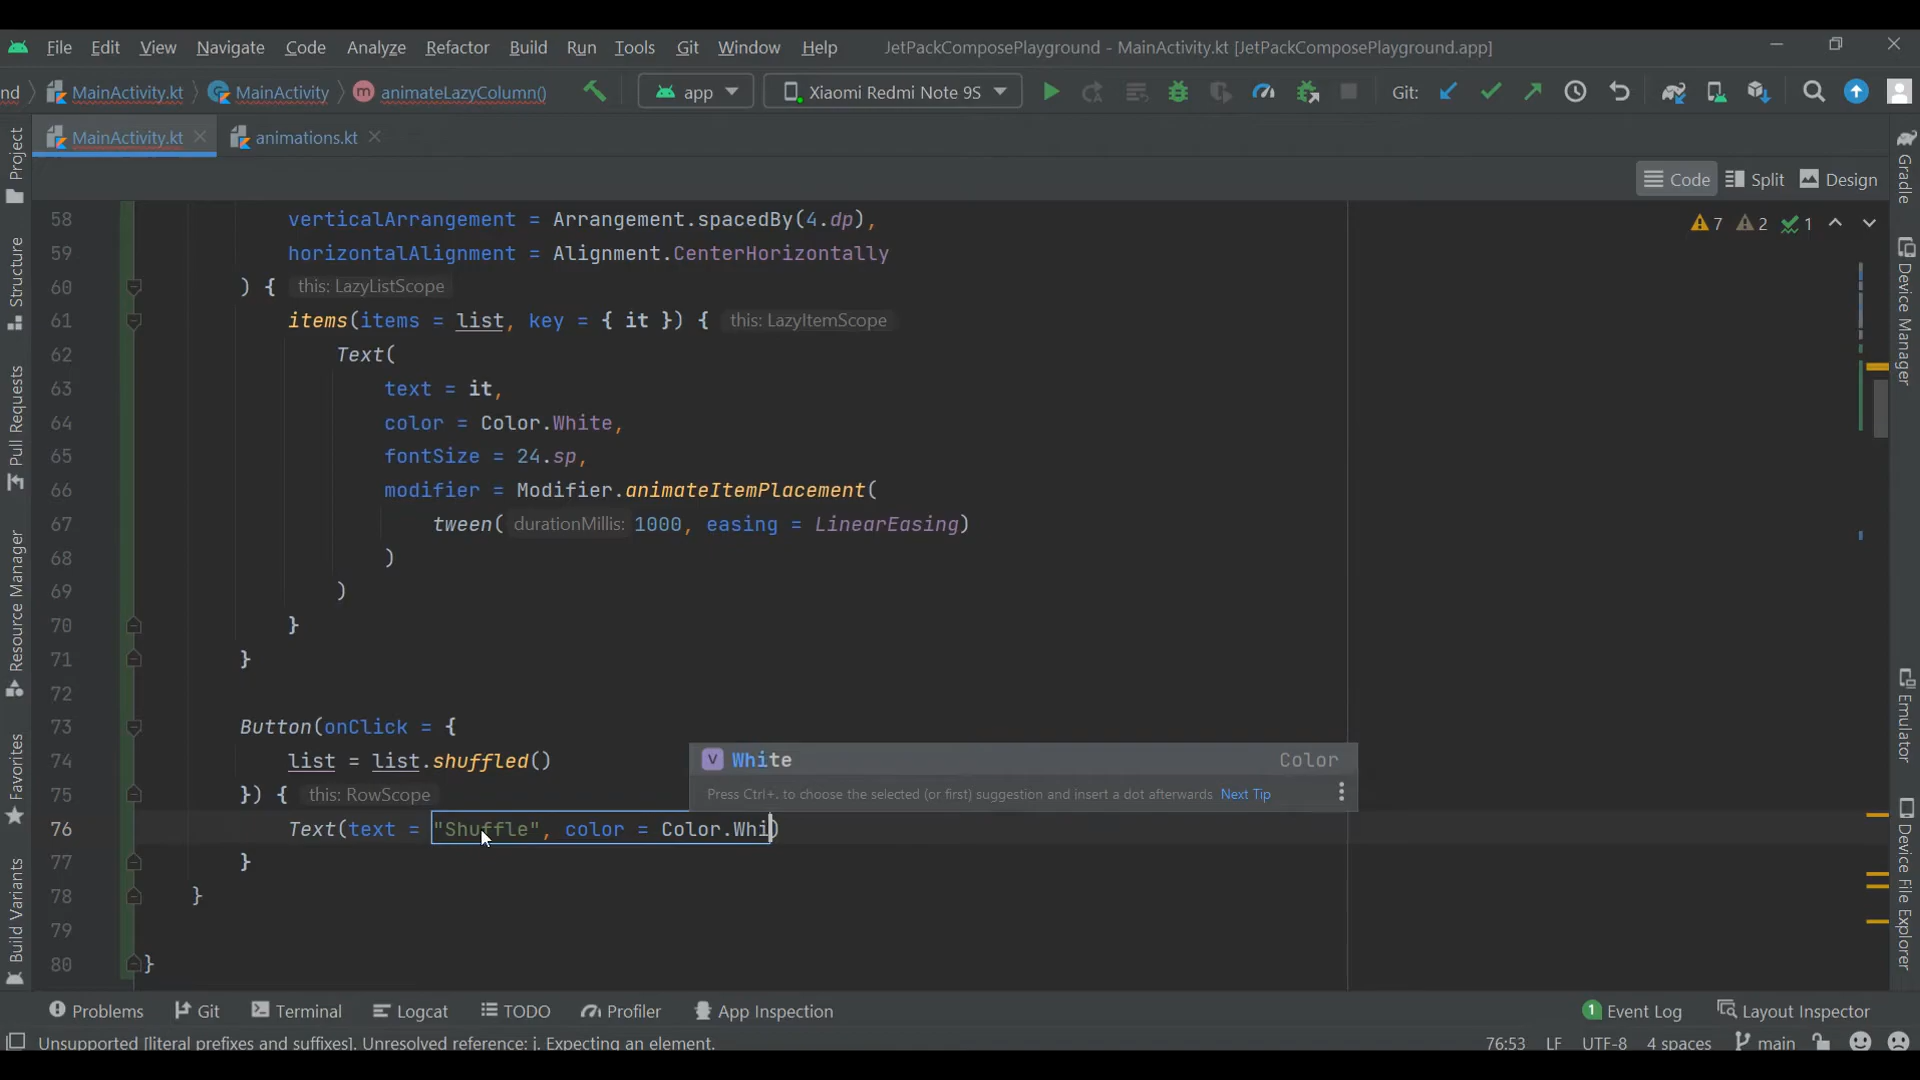 File Edit View Navigate Code Analyze Refactor Build Run Tools Git Window Help JetPackComposePlayground - MainActivity.kt [JetPackComposePlayground.app]
nd MainActivity.kt MainActivity m animateLazyColumn() app Xiaomi Redmi Note 9S Git:
MainActivity.kt animations.kt
Code Split Design
7 2 1
58 verticalArrangement = Arrangement.spacedBy(4.dp),
59 horizontalAlignment = Alignment.CenterHorizontally
60 ) { this: LazyListScope
61 items(items = list, key = { it }) { this: LazyItemScope
62 Text(
63 text = it,
64 color = Color.White,
65 fontSize = 24.sp,
66 modifier = Modifier.animateItemPlacement(
67 tween( durationMillis: 1000, easing = LinearEasing)
68 )
69 )
70 }
71 }
72
73 Button(onClick = {
74 list = list.shuffled()
75 }) { this: RowScope
76 Text(text = "Shuffle", color = Color.Whi)
77 }
78 }
79
80 }
V White Color
Press Ctrl+. to choose the selected (or first) suggestion and insert a dot afterwards Next Tip
Project
Structure
Pull Requests
Resource Manager
Favorites
Build Variants
Gradle
Device Manager
Emulator
Device File Explorer
Problems Git Terminal Logcat TODO Profiler App Inspection 1 Event Log Layout Inspector
Unsupported [literal prefixes and suffixes]. Unresolved reference: j. Expecting an element. 76:53 LF UTF-8 4 spaces main